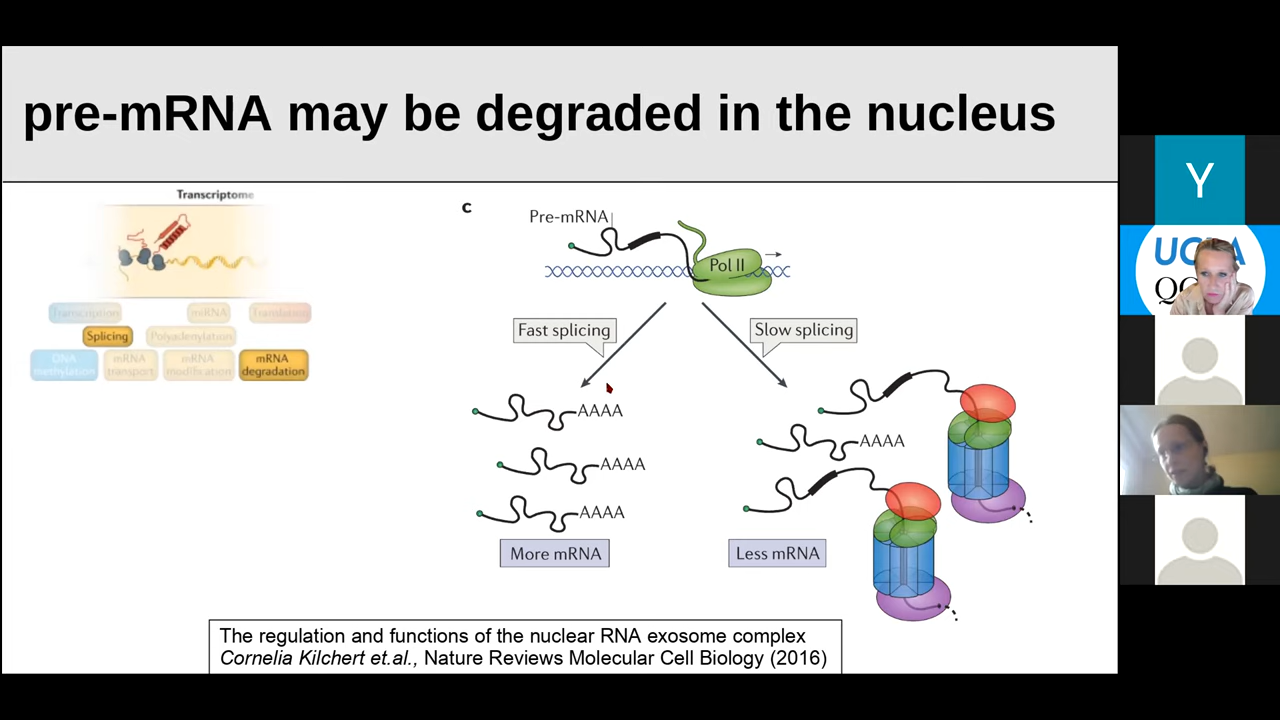 pre-mRNA may be degraded in the nucleus
Transcriptome
Transcription
miRNA
Translation
Splicing
Polyadenylation
DNA
methylation
mRNA
transport
mRNA
modification
mRNA
degradation
c
Pre-mRNA
Pol II
Fast splicing
Slow splicing
AAAA
AAAA
AAAA
AAAA
More mRNA
Less mRNA
The regulation and functions of the nuclear RNA exosome complex
Cornelia Kilchert et.al., Nature Reviews Molecular Cell Biology (2016)
Y